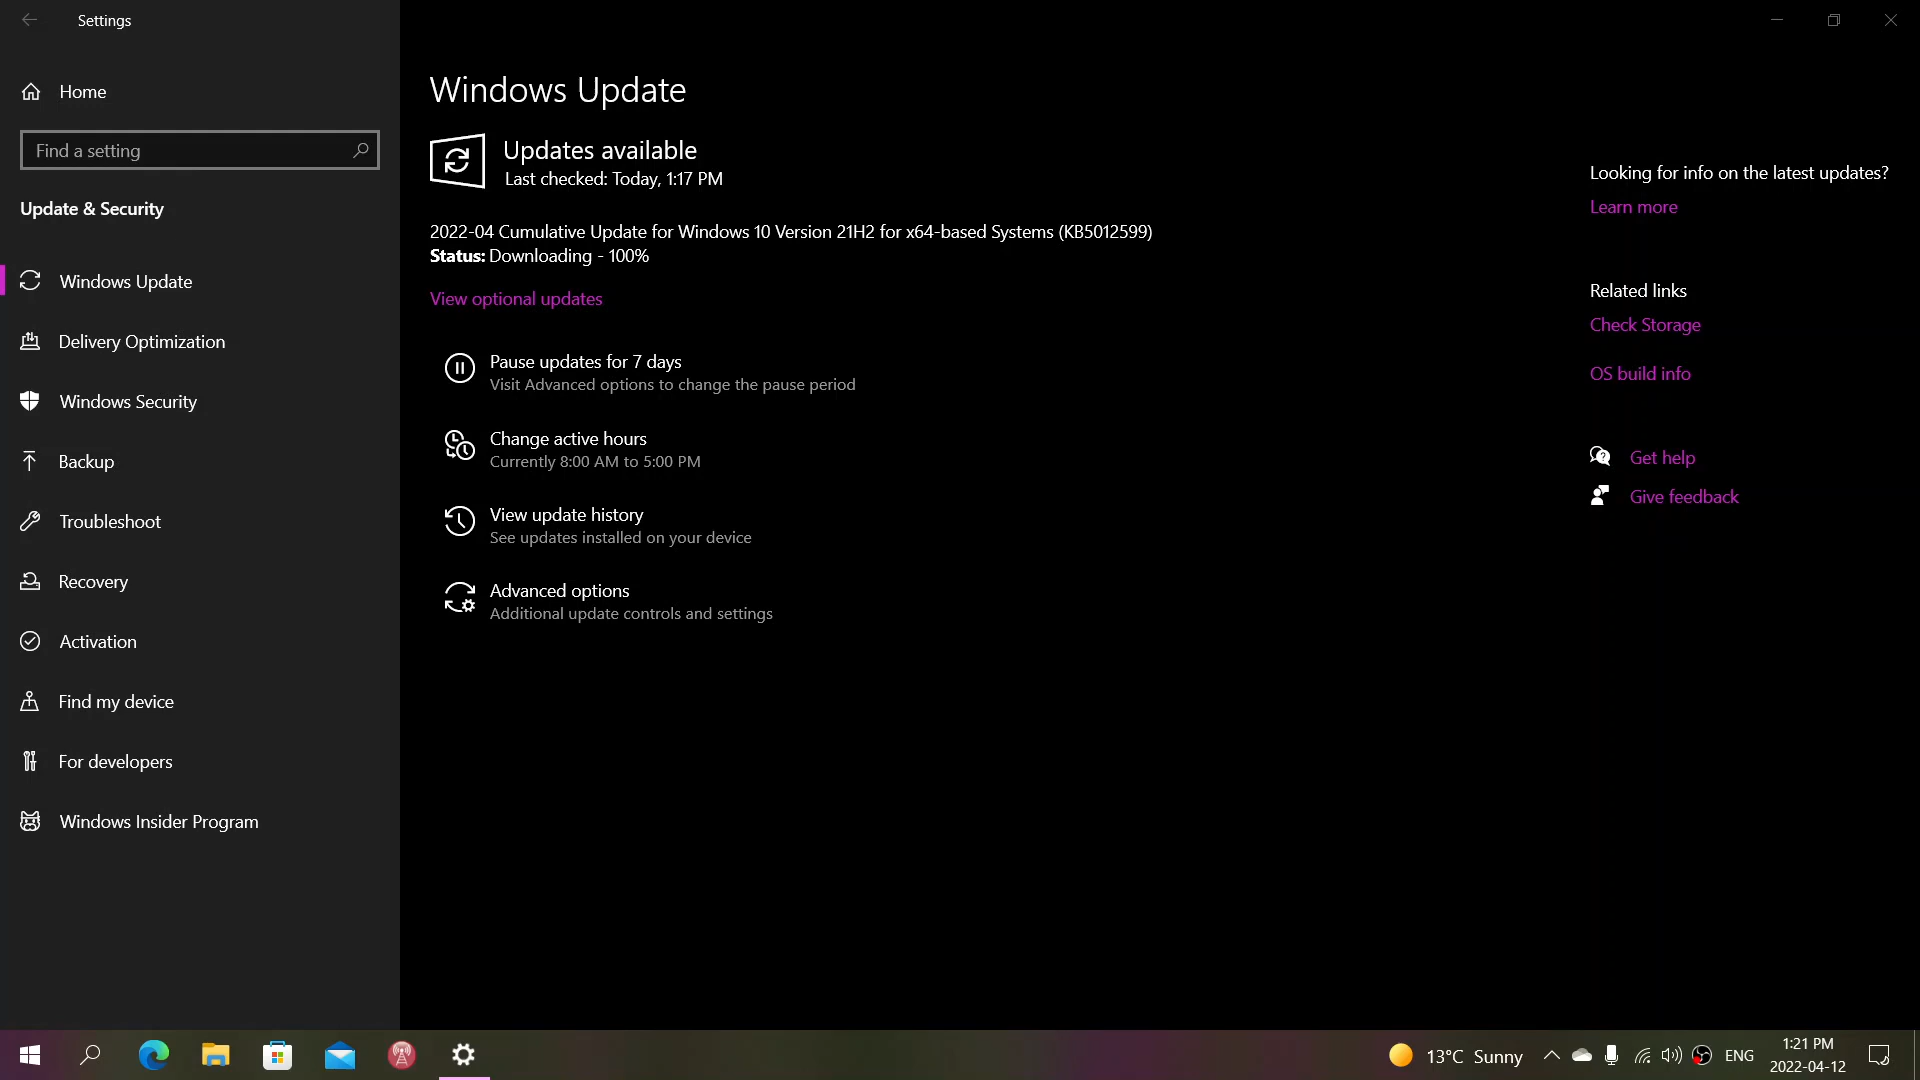 Settings
Home
Find a setting
Update & Security
Windows Update
Delivery Optimization
Windows Security
Backup
Troubleshoot
Recovery
Activation
Find my device
For developers
Windows Insider Program
Windows Update
Updates available
Last checked: Today, 1:17 PM
2022-04 Cumulative Update for Windows 10 Version 21H2 for x64-based Systems (KB5012599)
Status: Downloading - 100%
View optional updates
Pause updates for 7 days
Visit Advanced options to change the pause period
Change active hours
Currently 8:00 AM to 5:00 PM
View update history
See updates installed on your device
Advanced options
Additional update controls and settings
Looking for info on the latest updates?
Learn more
Related links
Check Storage
OS build info
Get help
Give feedback
13°C Sunny
ENG
1:21 PM
2022-04-12